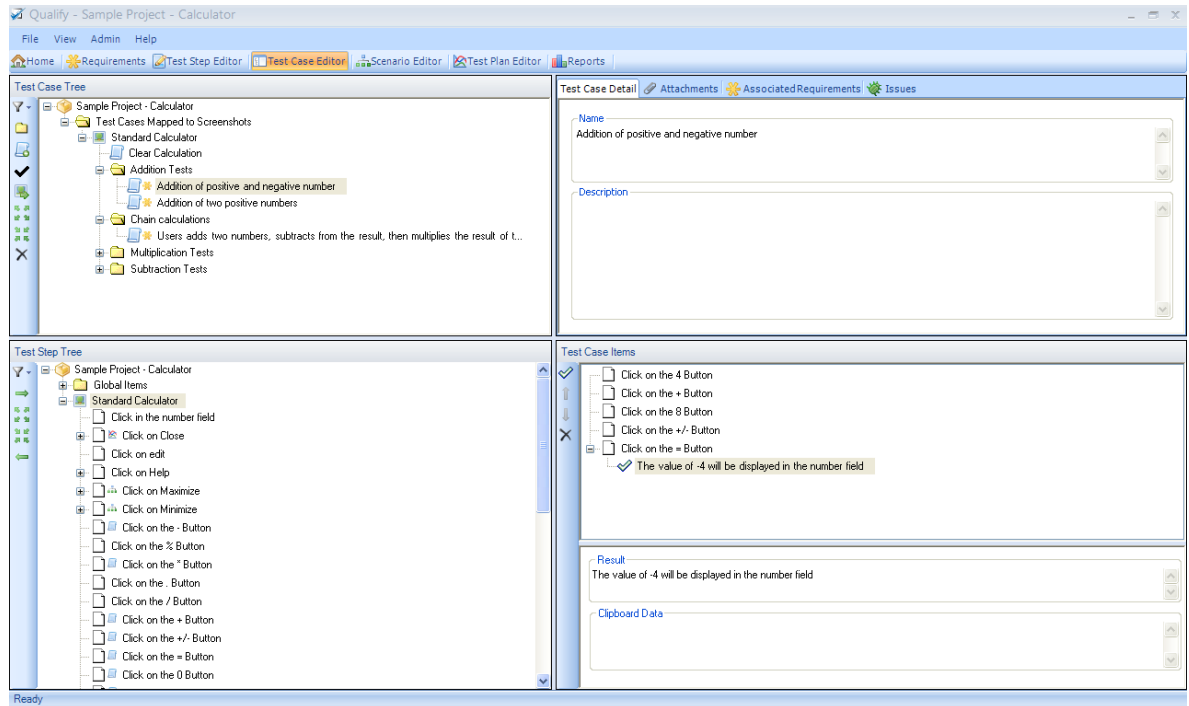 Qualify - Sample Project - Calculator
File View Admin Help
Home Requirements Test Step Editor Test Case Editor Scenario Editor Test Plan Editor Reports
Test Case Tree
Sample Project - Calculator
Test Cases Mapped to Screenshots
Standard Calculator
Clear Calculation
Addition Tests
Addition of positive and negative number
Addition of two positive numbers
Chain calculations
Users adds two numbers, subtracts from the result, then multiplies the result of t...
Multiplication Tests
Subtraction Tests
Test Case Detail Attachments Associated Requirements Issues
Name
Addition of positive and negative number
Description
Test Step Tree
Sample Project - Calculator
Global Items
Standard Calculator
Click in the number field
Click on Close
Click on edit
Click on Help
Click on Maximize
Click on Minimize
Click on the - Button
Click on the % Button
Click on the * Button
Click on the . Button
Click on the / Button
Click on the + Button
Click on the +/- Button
Click on the = Button
Click on the 0 Button
Test Case Items
Click on the 4 Button
Click on the + Button
Click on the 8 Button
Click on the +/- Button
Click on the = Button
The value of -4 will be displayed in the number field
Result
The value of -4 will be displayed in the number field
Clipboard Data
Ready